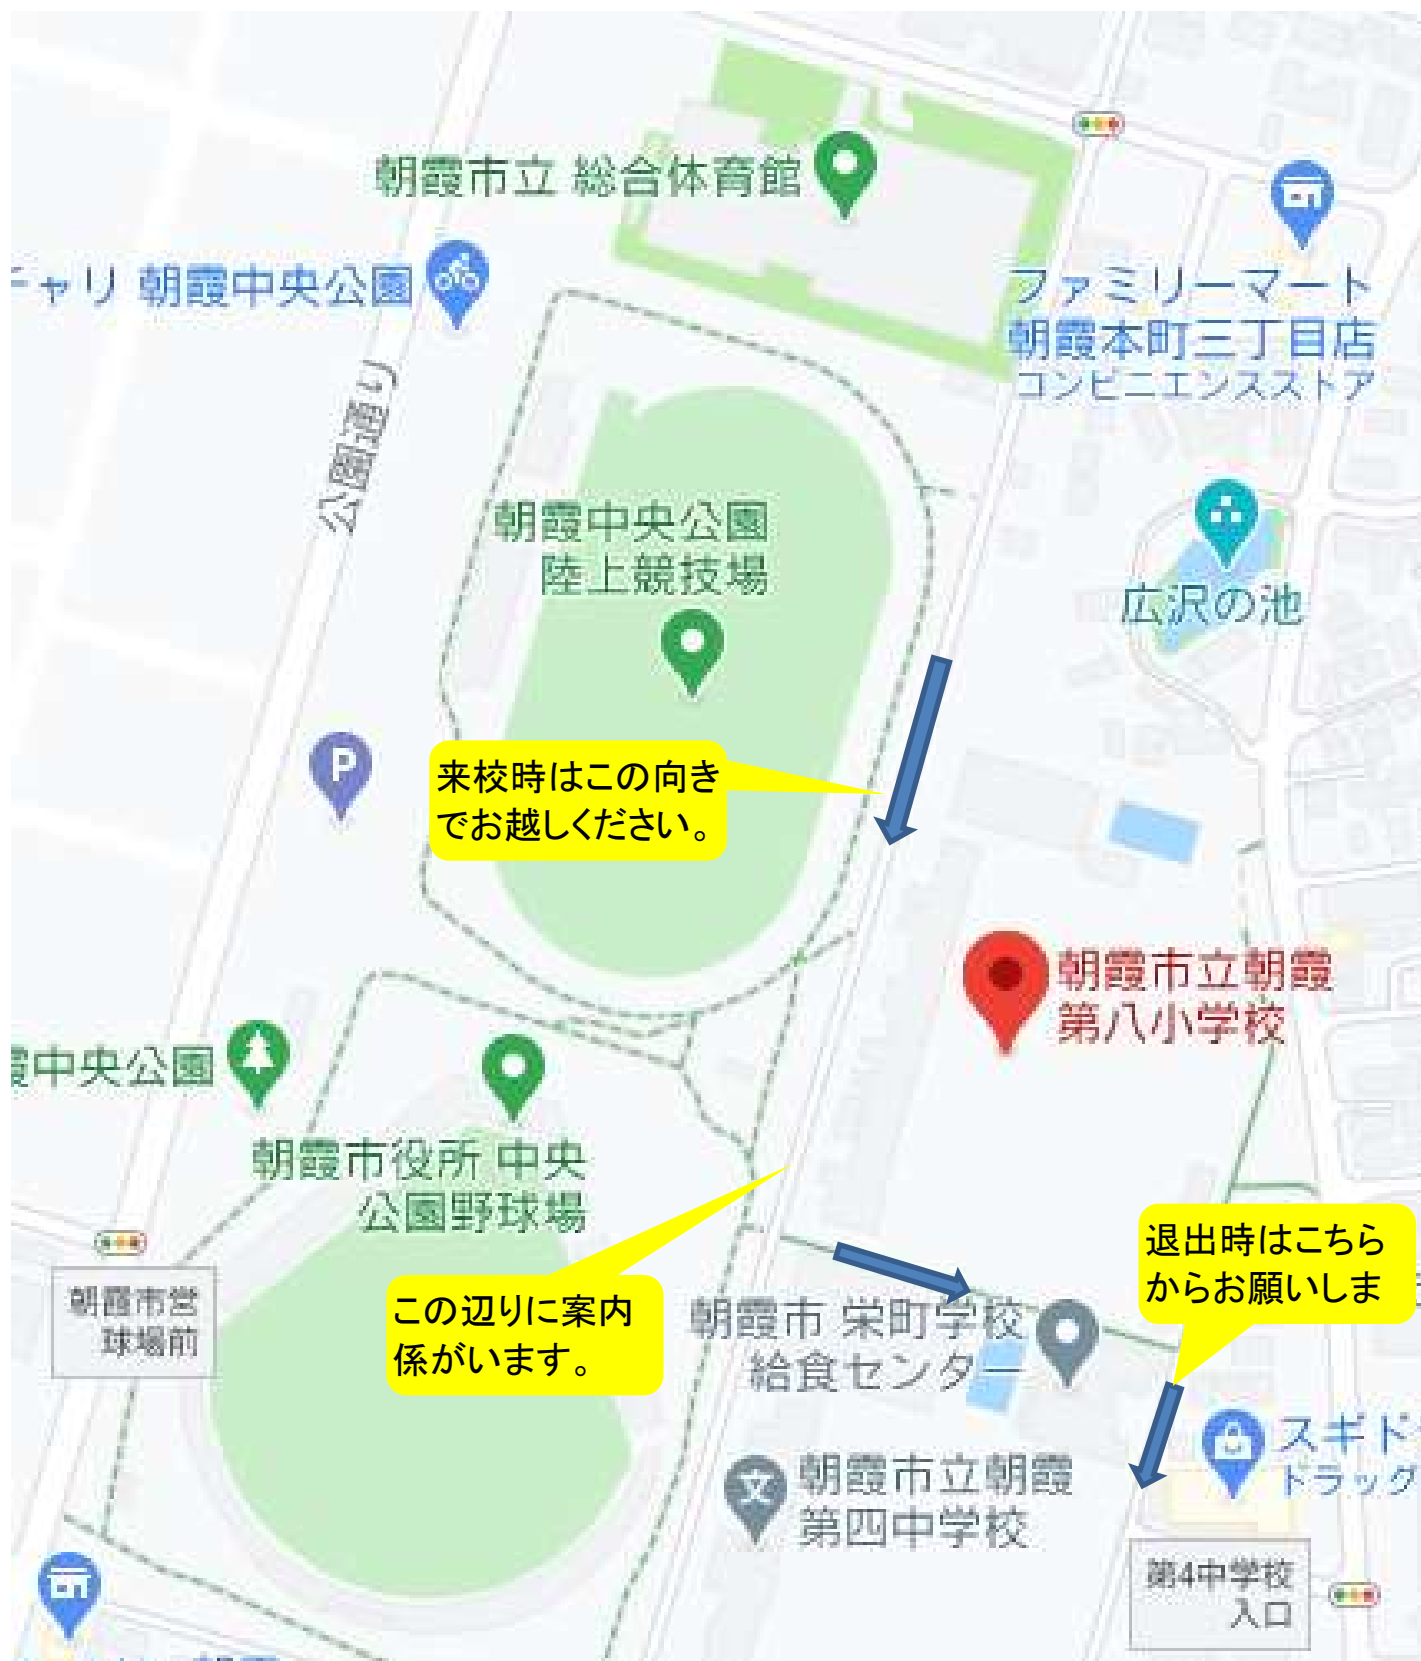 朝霞市立 総合体育館
ャリ 朝霞中央公園
ファミリーマート
朝霞本町三丁目店
コンビニエンスストア
公園通り
朝霞中央公園
陸上競技場
広沢の池
P
来校時はこの向き
でお越しください。
朝霞市立朝霞
第八小学校
中央公園
朝霞市役所 中央
公園野球場
退出時はこちら
からお願いしま
朝霞市営
球場前
この辺りに案内
係がいます。
朝霞市 栄町学校
給食センター
スギド
ドラッグ
文
朝霞市立朝霞
第四中学校
第4中学校
入口